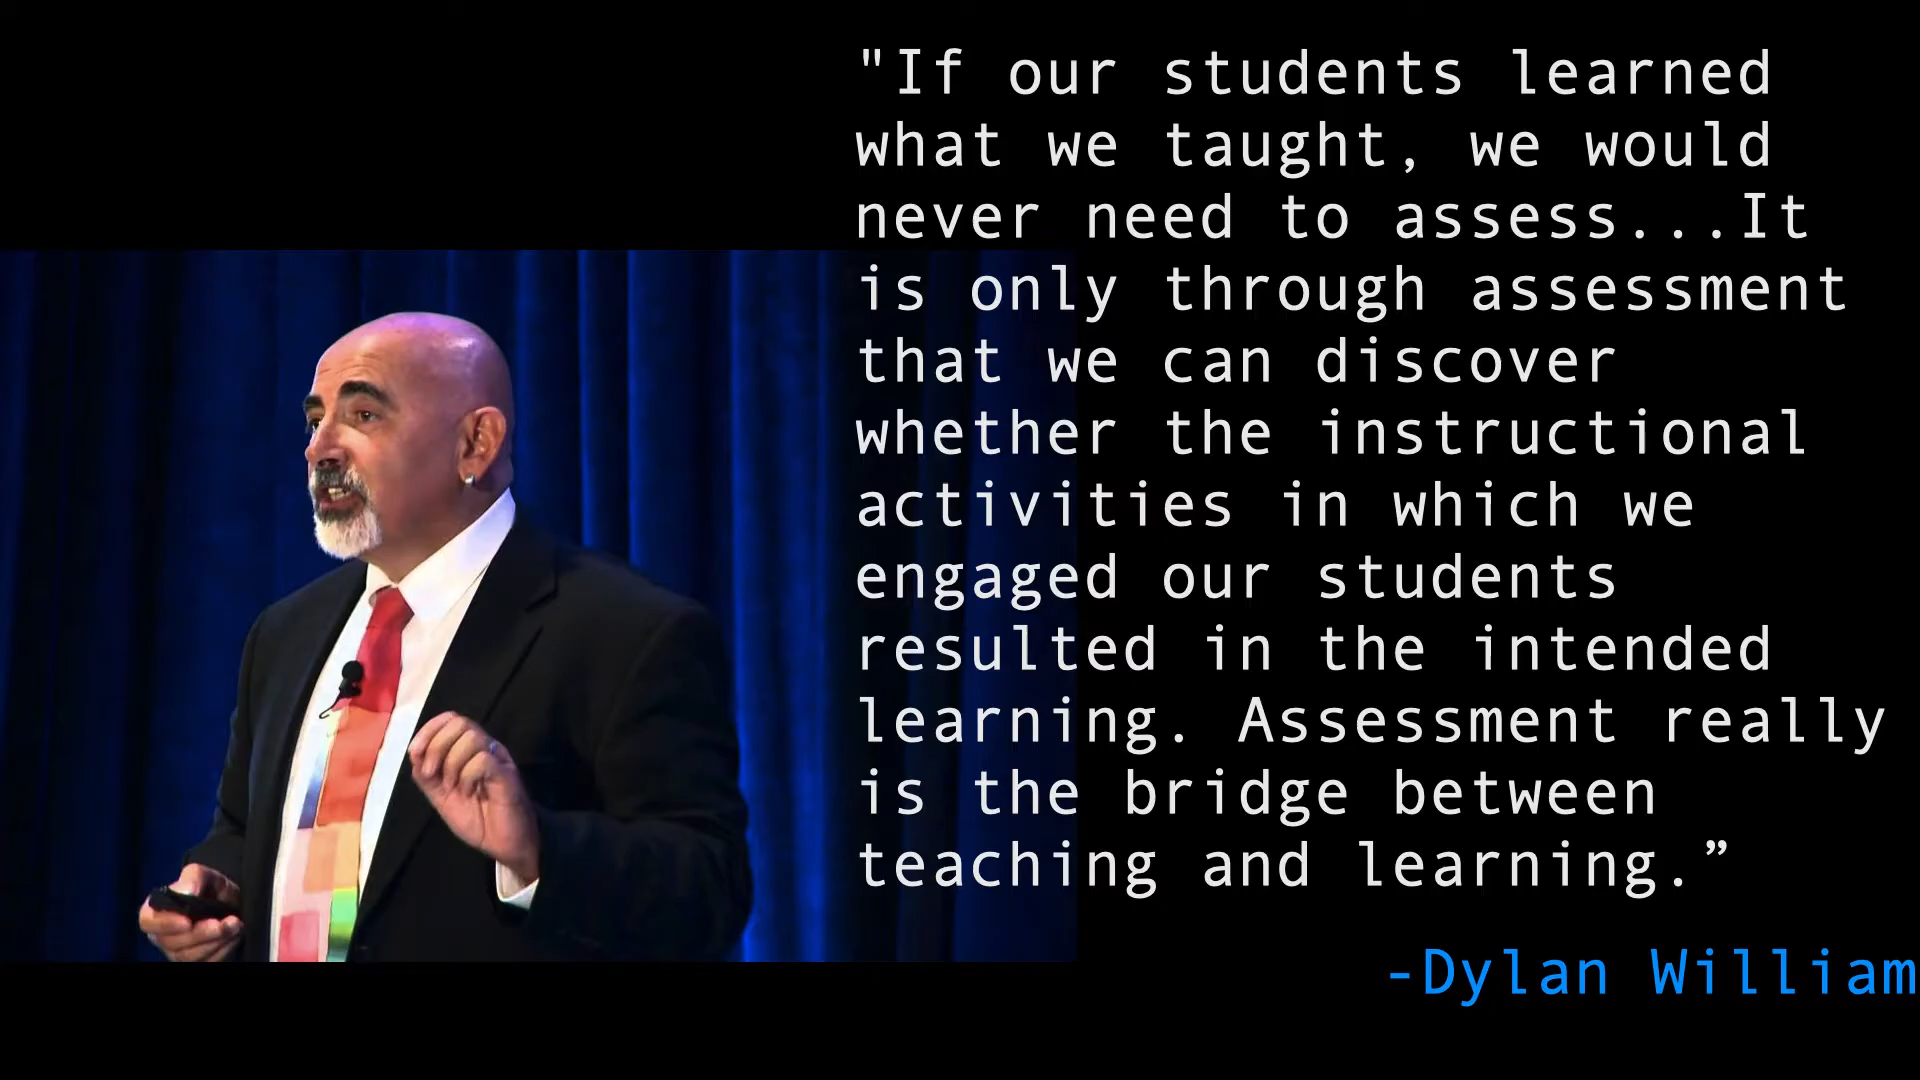 "If our students learned
what we taught, we would
never need to assess...It
is only through assessment
that we can discover
whether the instructional
activities in which we
engaged our students
resulted in the intended
learning. Assessment really
is the bridge between
teaching and learning.”
-Dylan William